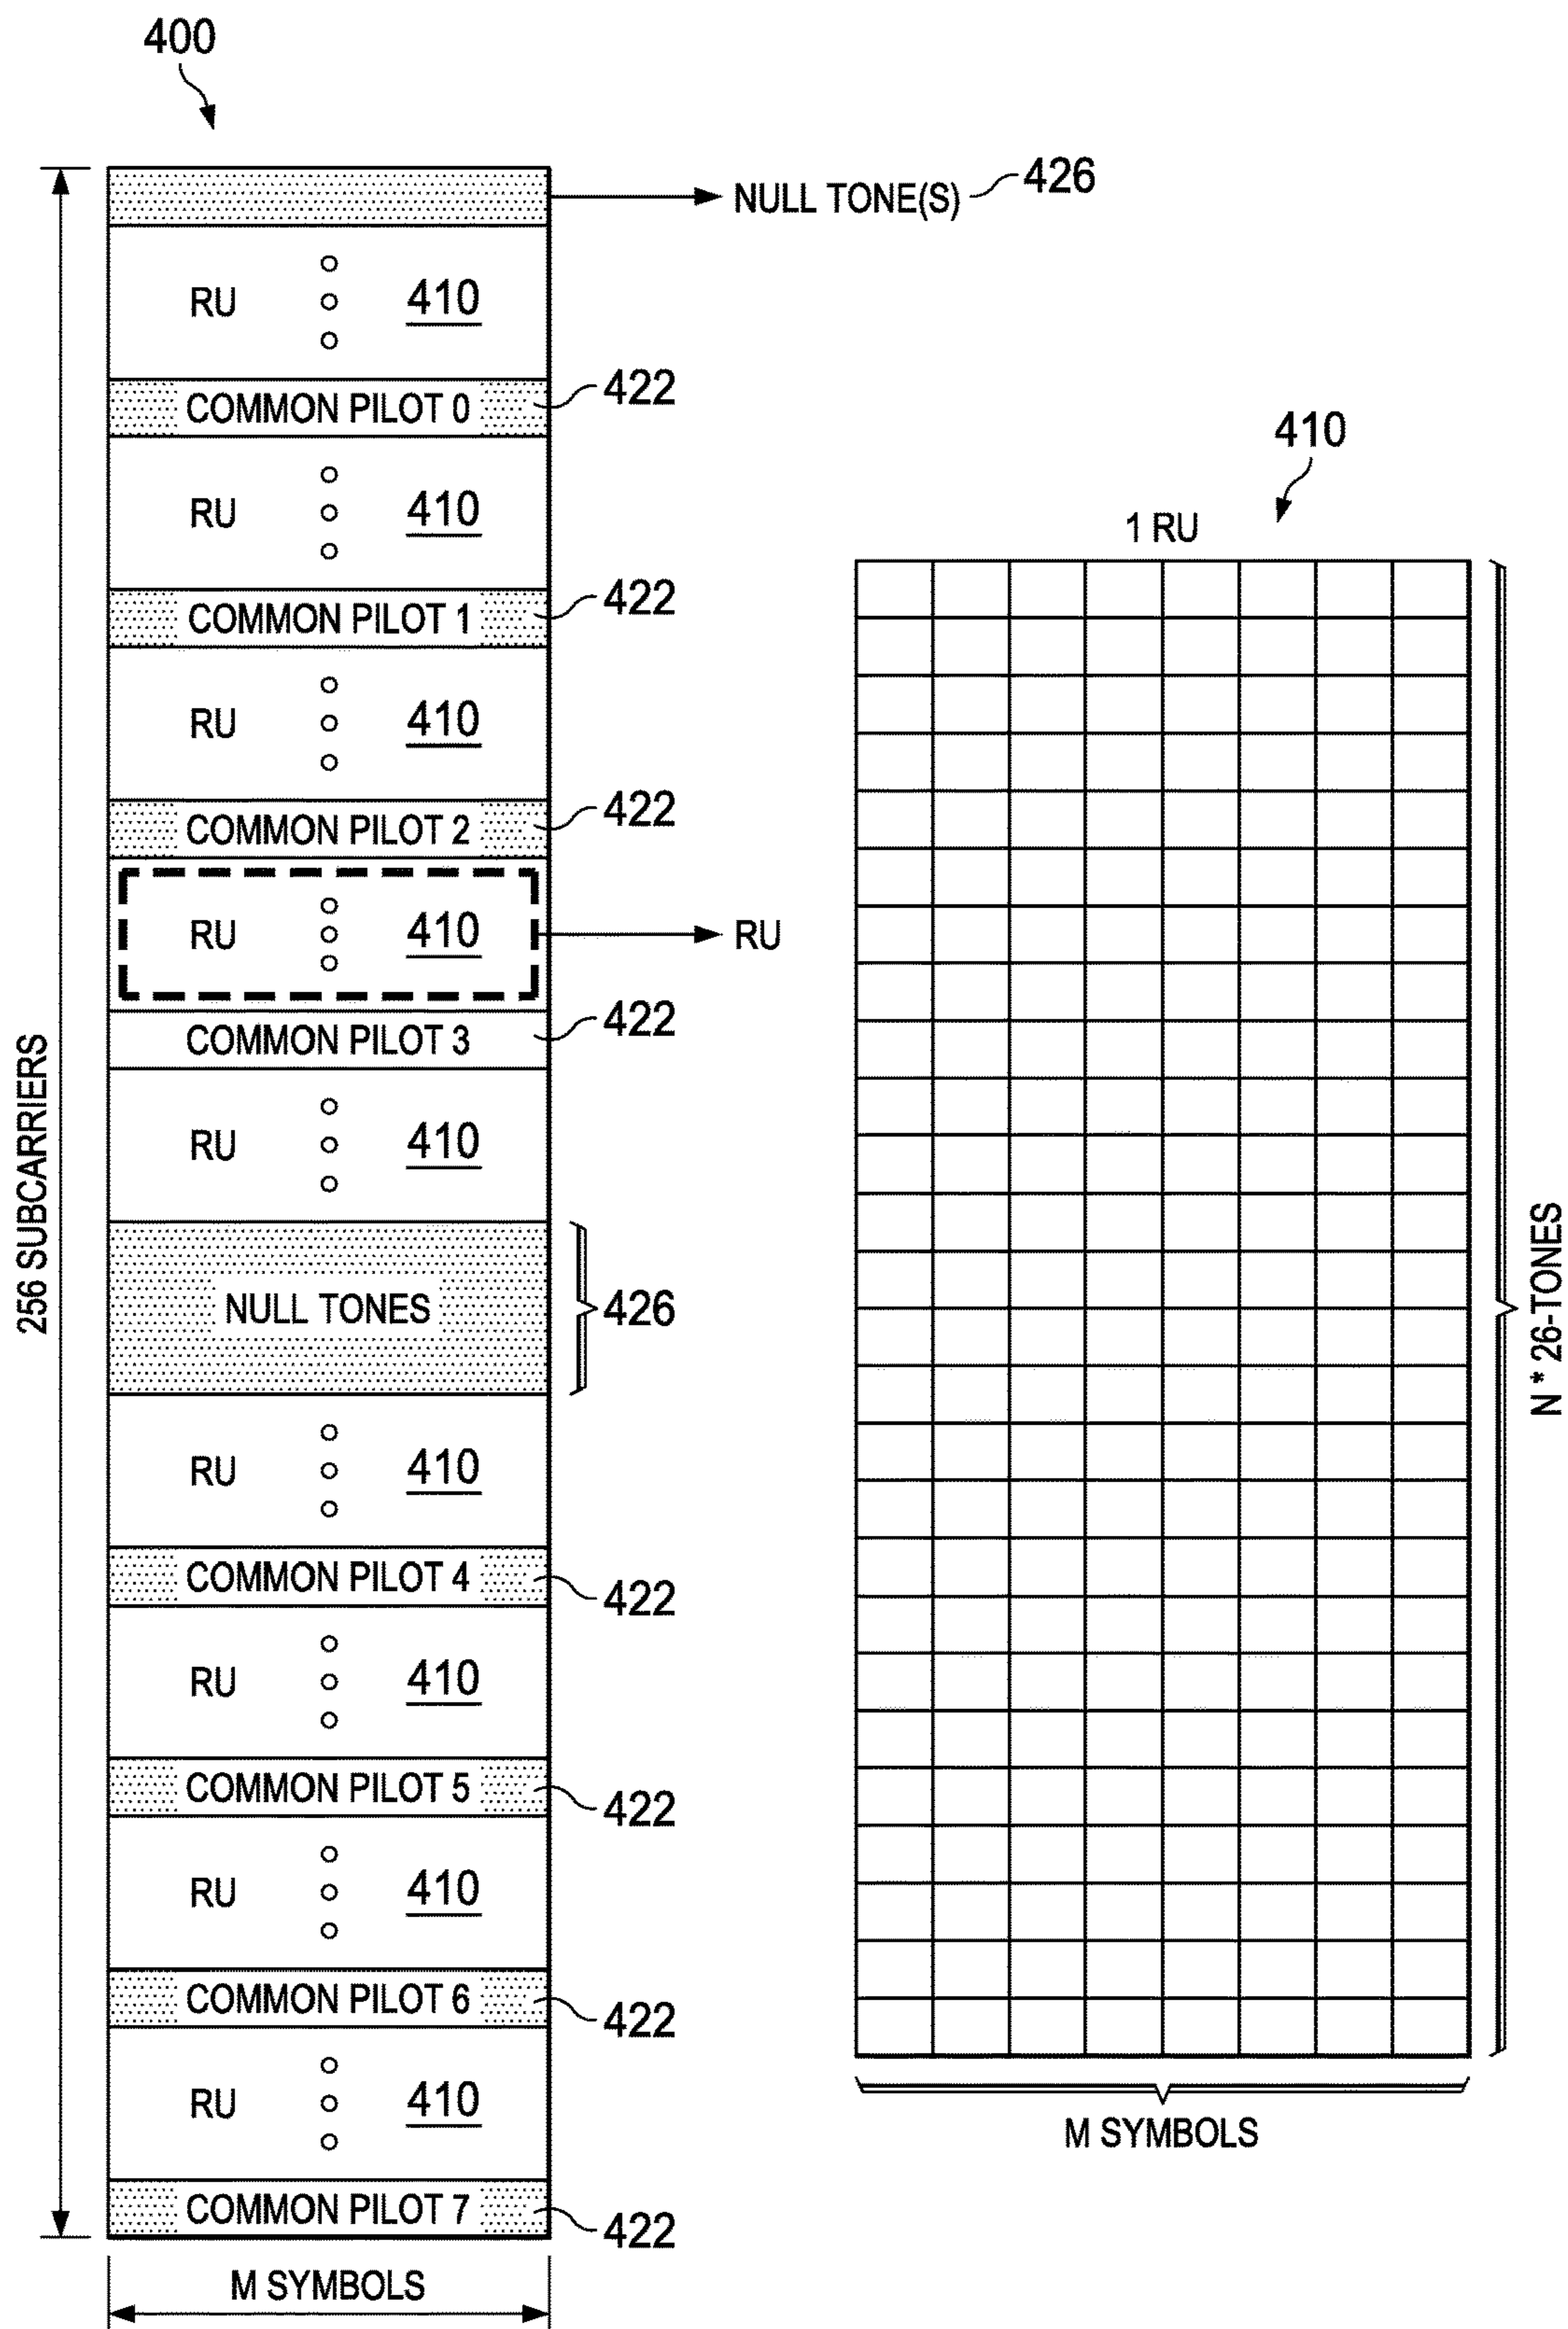 400
NULL TONE(S) 426
RU 410
COMMON PILOT 0 422
RU 410
COMMON PILOT 1 422
RU 410
COMMON PILOT 2 422
RU 410 RU
COMMON PILOT 3 422
RU 410
NULL TONES 426
RU 410
COMMON PILOT 4 422
RU 410
COMMON PILOT 5 422
RU 410
COMMON PILOT 6 422
RU 410
COMMON PILOT 7 422
256 SUBCARRIERS
M SYMBOLS
410
1 RU
N * 26-TONES
M SYMBOLS